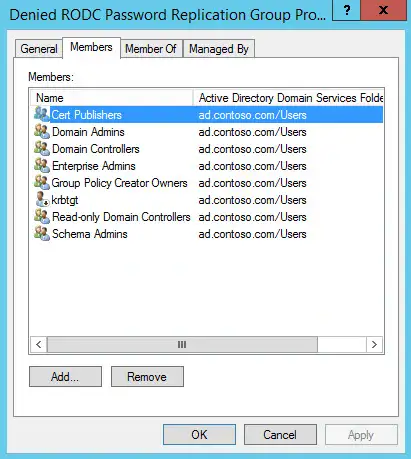 Denied RODC Password Replication Group Pro...
?
x
General Members Member Of Managed By
Members:
Name Active Directory Domain Services Folde
Cert Publishers ad.contoso.com/Users
Domain Admins ad.contoso.com/Users
Domain Controllers ad.contoso.com/Users
Enterprise Admins ad.contoso.com/Users
Group Policy Creator Owners ad.contoso.com/Users
krbtgt ad.contoso.com/Users
Read-only Domain Controllers ad.contoso.com/Users
Schema Admins ad.contoso.com/Users
Add... Remove
OK Cancel Apply